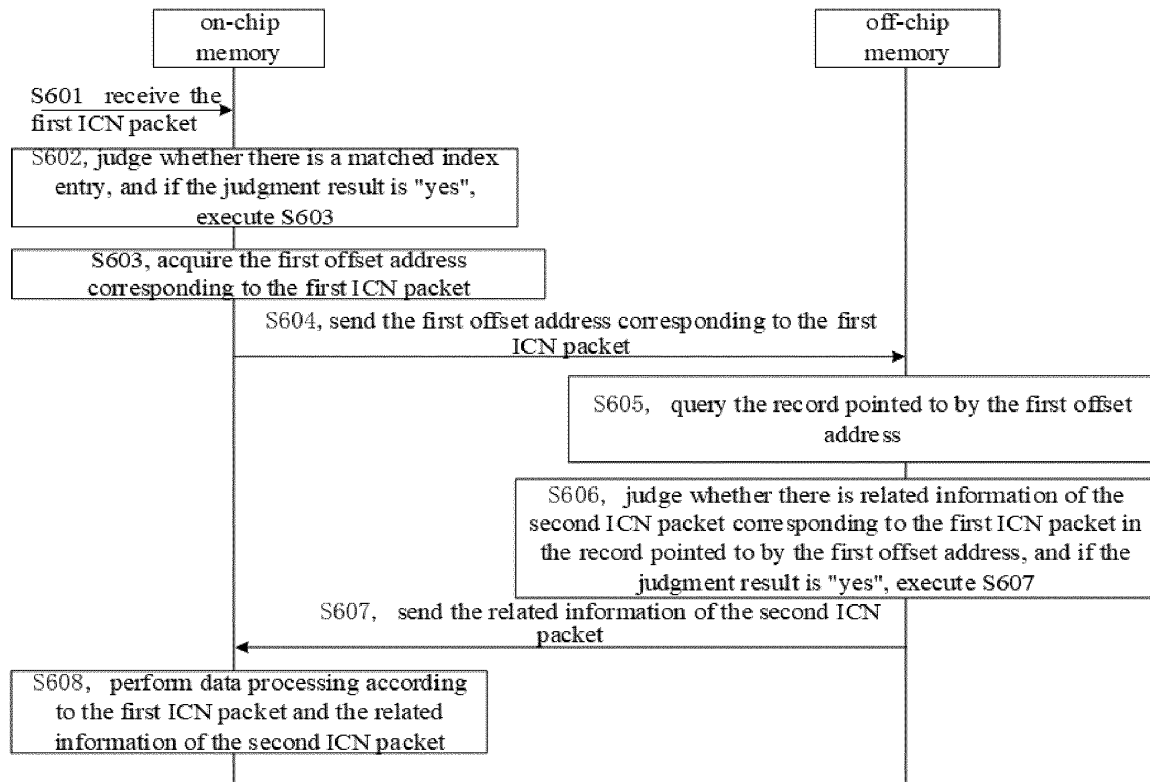 on-chip
memory
off-chip
memory
S601 receive the
first ICN packet
S602, judge whether there is a matched index
entry, and if the judgment result is "yes",
execute S603
S603, acquire the first offset address
corresponding to the first ICN packet
S604, send the first offset address corresponding to the first
ICN packet
S605, query the record pointed to by the first offset
address
S606, judge whether there is related information of the
second ICN packet corresponding to the first ICN packet in
the record pointed to by the first offset address, and if the
judgment result is "yes", execute S607
S607, send the related information of the second ICN
packet
S608, perform data processing according
to the first ICN packet and the related
information of the second ICN packet